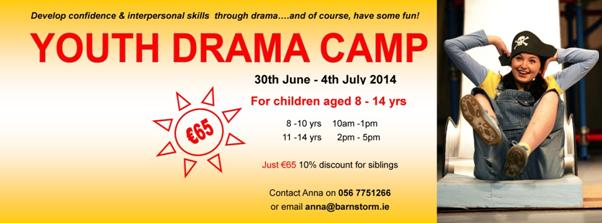 Develop confidence & interpersonal skills through drama....and of course, have some fun!
YOUTH DRAMA CAMP
30th June - 4th July 2014
For children aged 8 - 14 yrs
€65
8 -10 yrs 10am -1pm
11 -14 yrs 2pm - 5pm
Just €65 10% discount for siblings
Contact Anna on 056 7751266
or email anna@barnstorm.ie